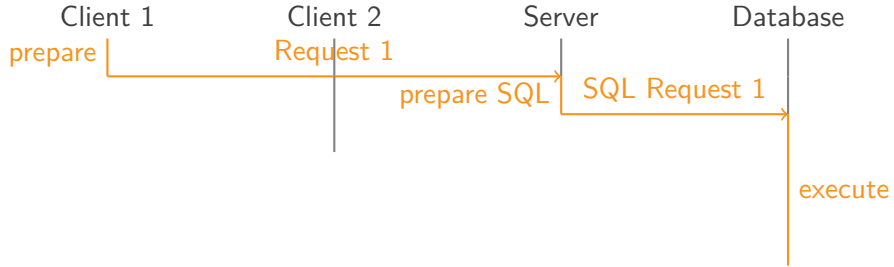 Client 1
Client 2
Server
Database
prepare
Request 1
prepare SQL
SQL Request 1
execute